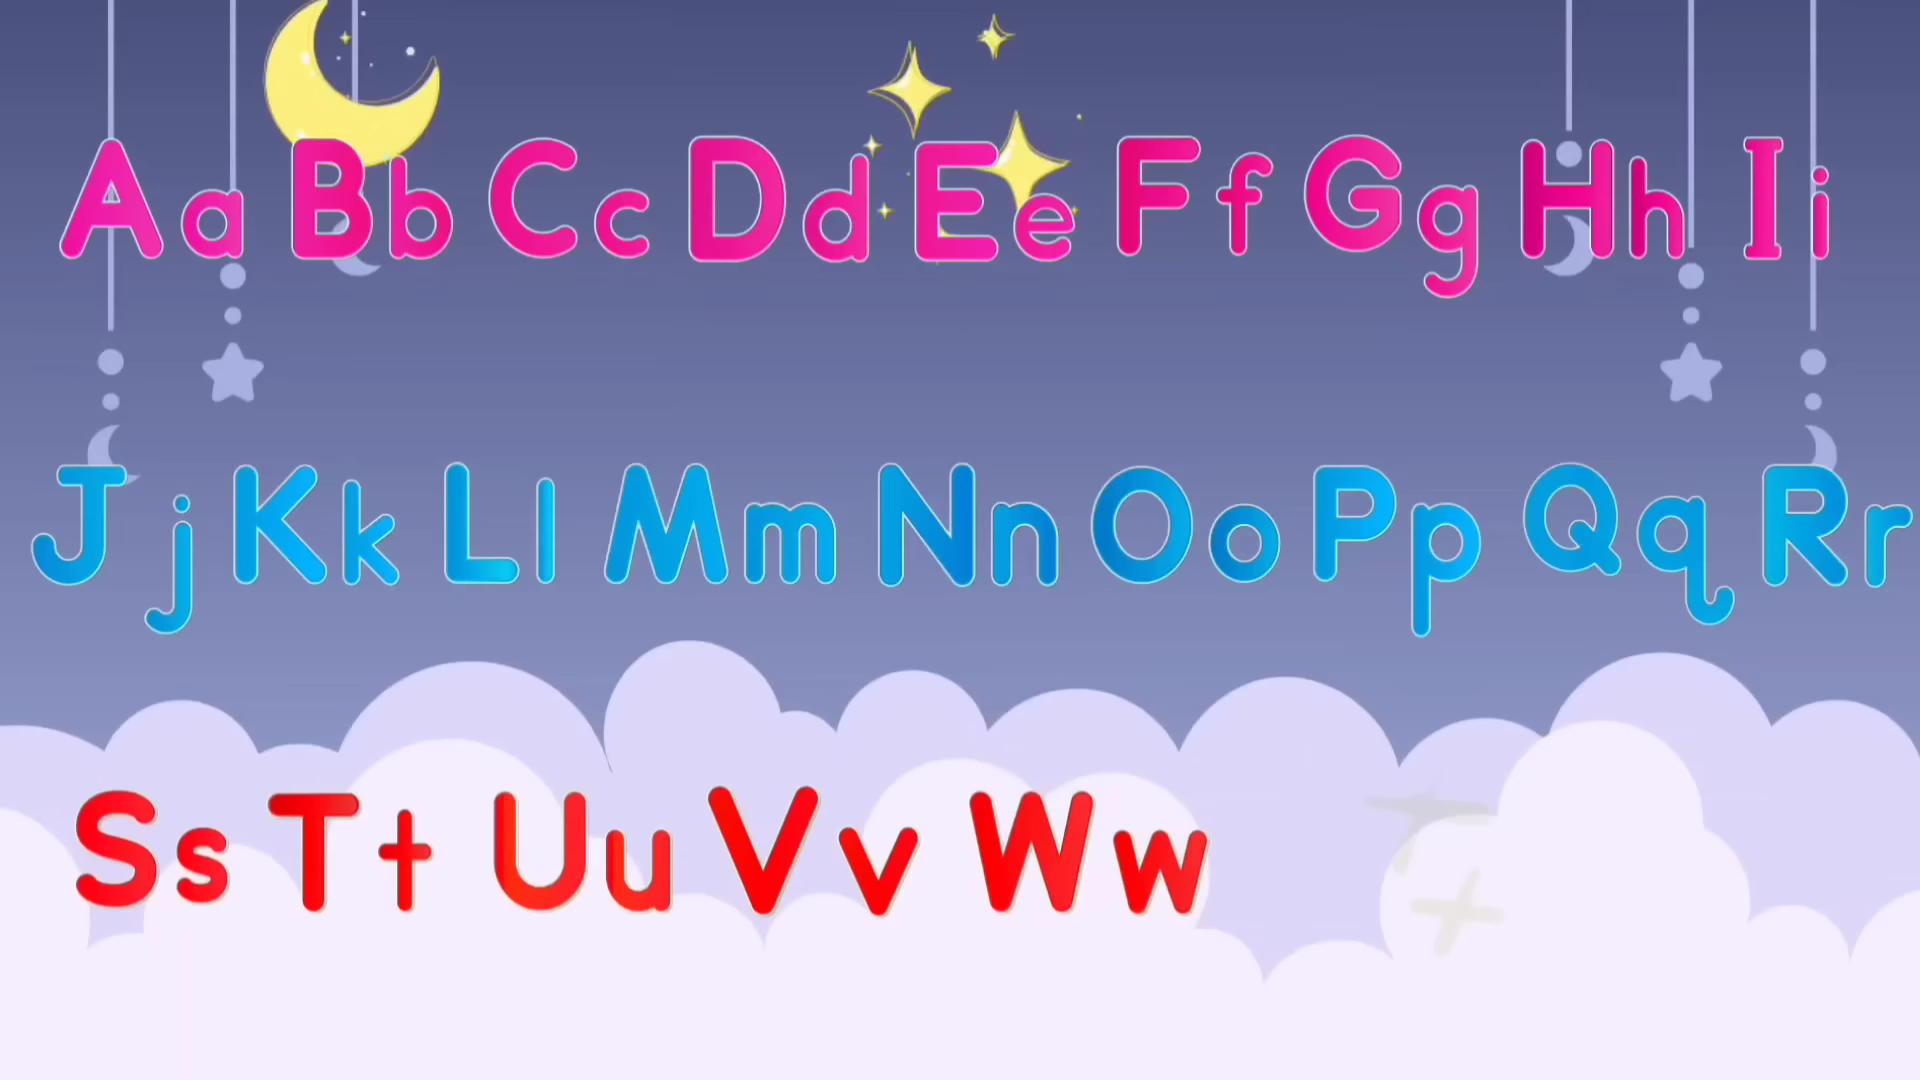 Aa Bb Cc Dd Ee Ff Gg Hh Ii
Jj Kk Ll Mm Nn Oo Pp Qq Rr
Ss Tt Uu Vv Ww